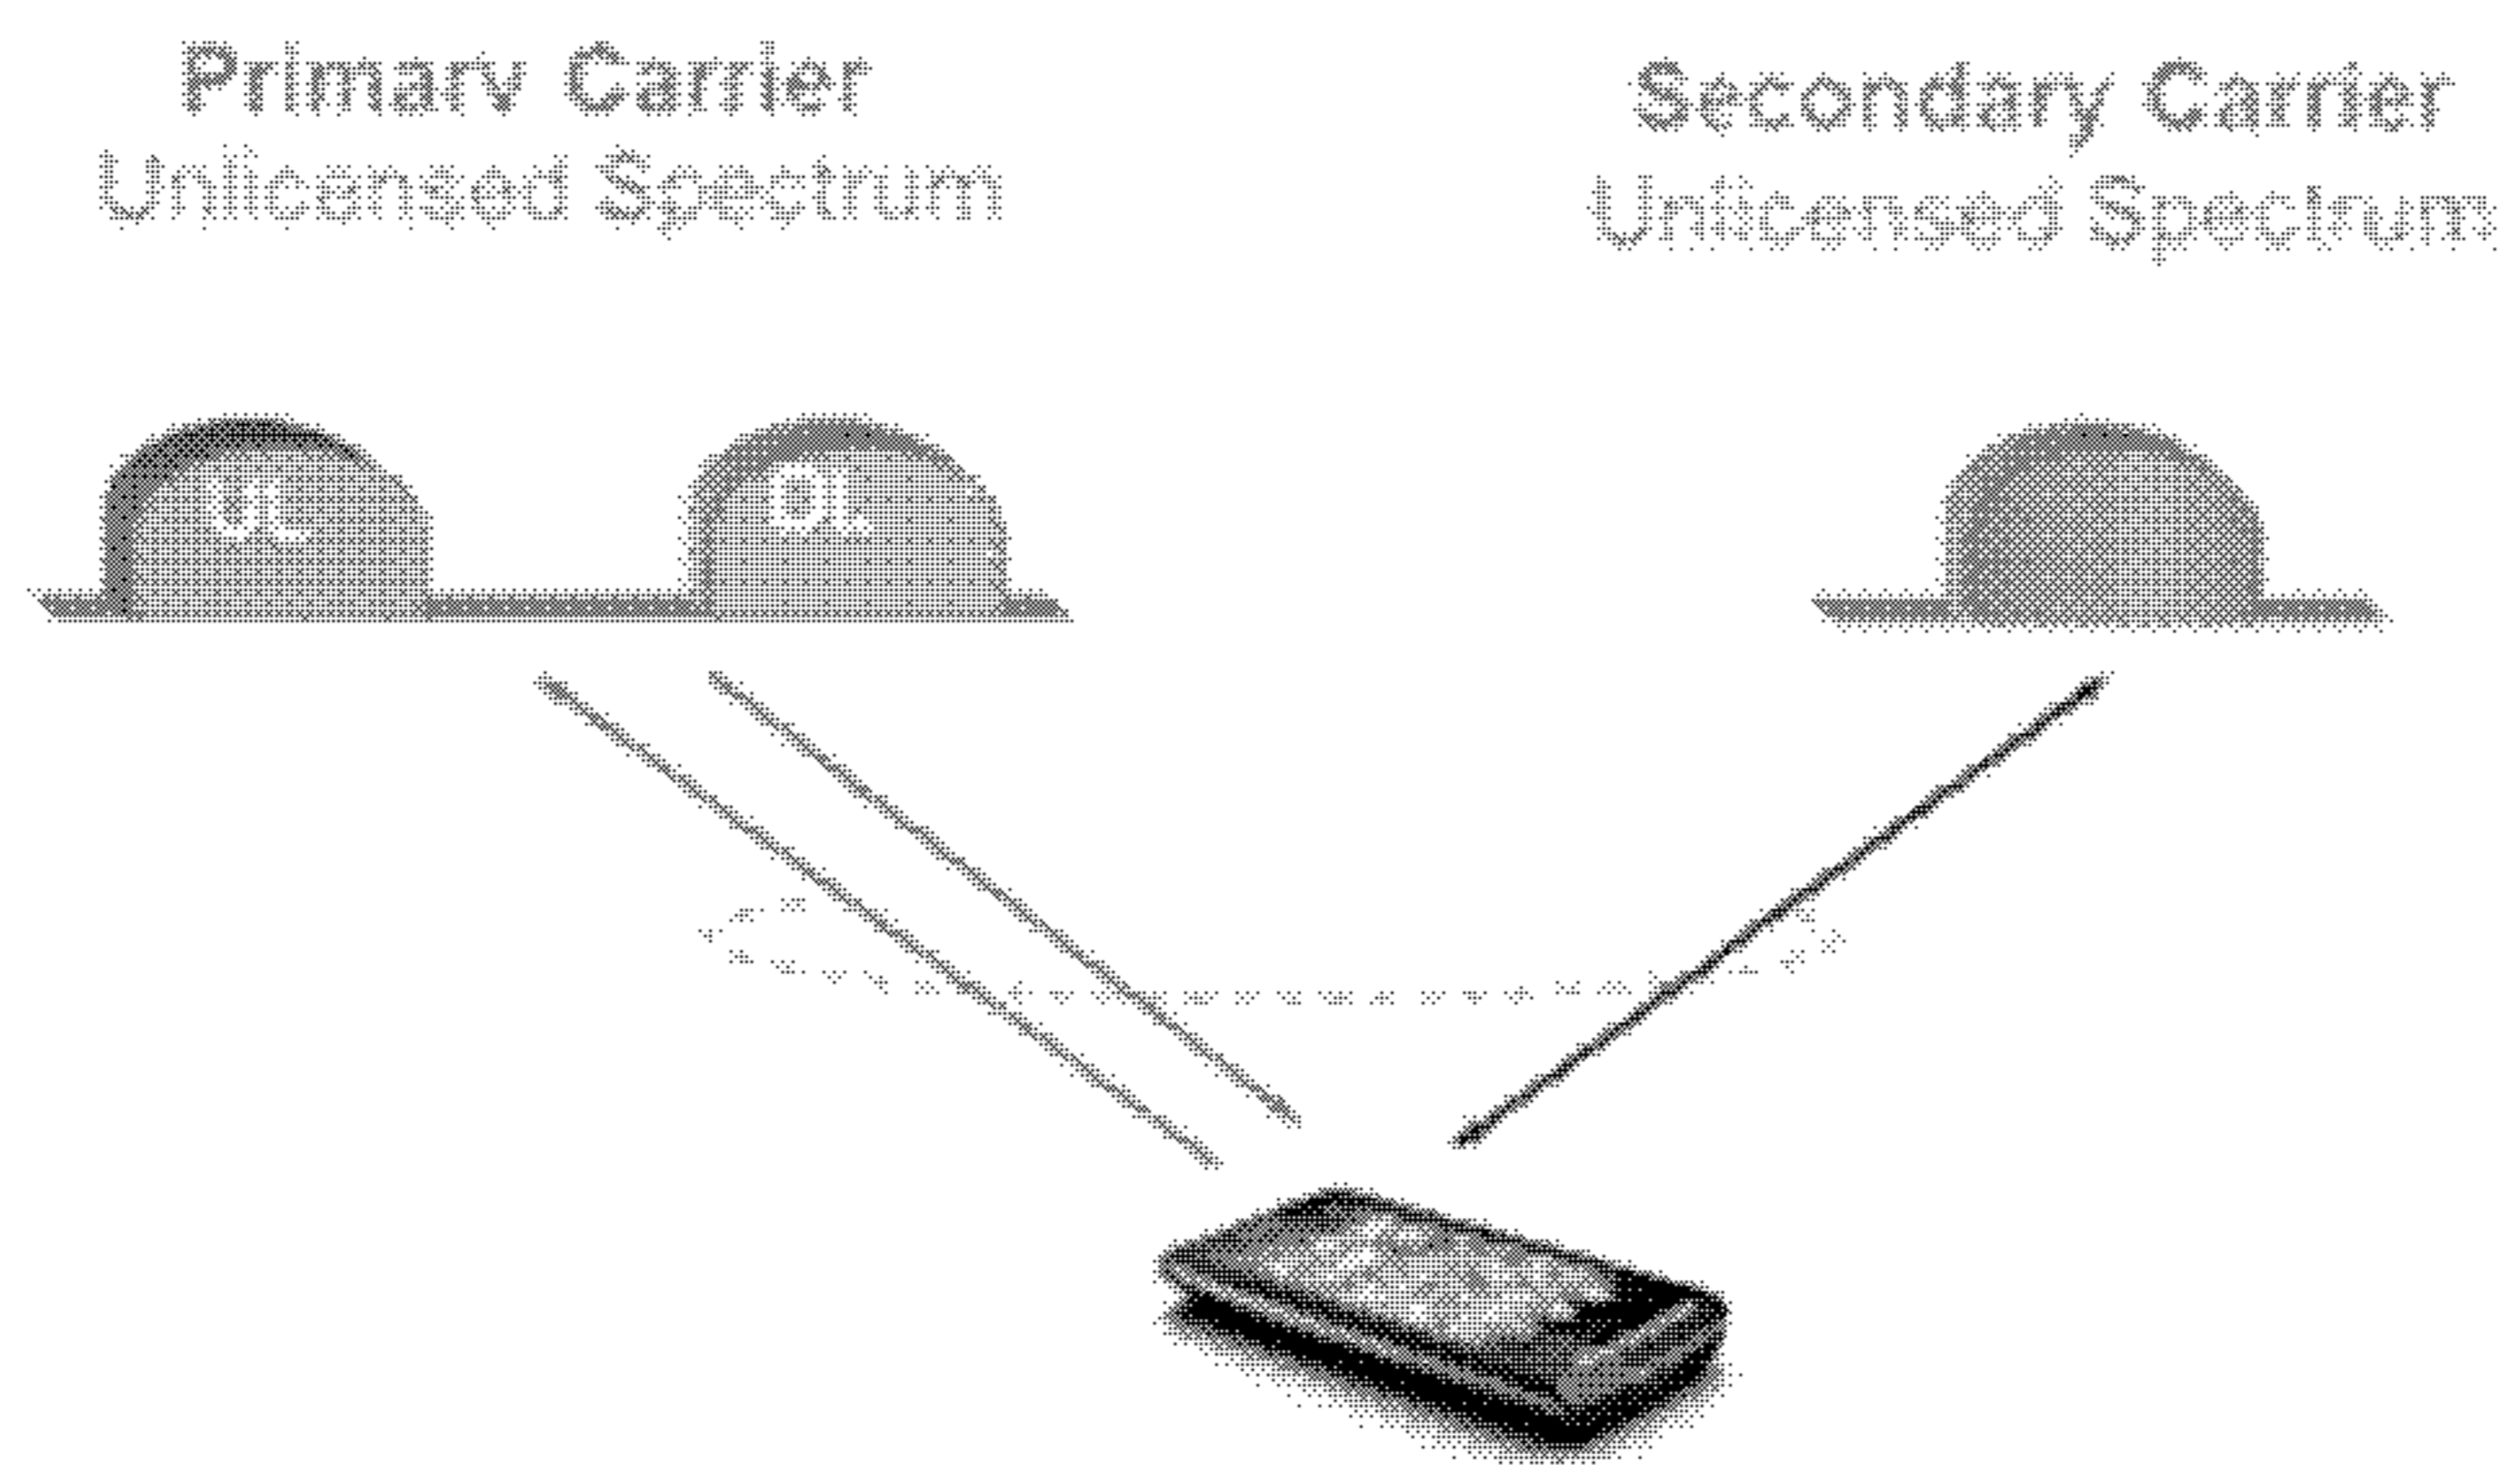 Primary Carrier
Unlicensed Spectrum
Secondary Carrier
Unlicensed Spectrum
UL
DL